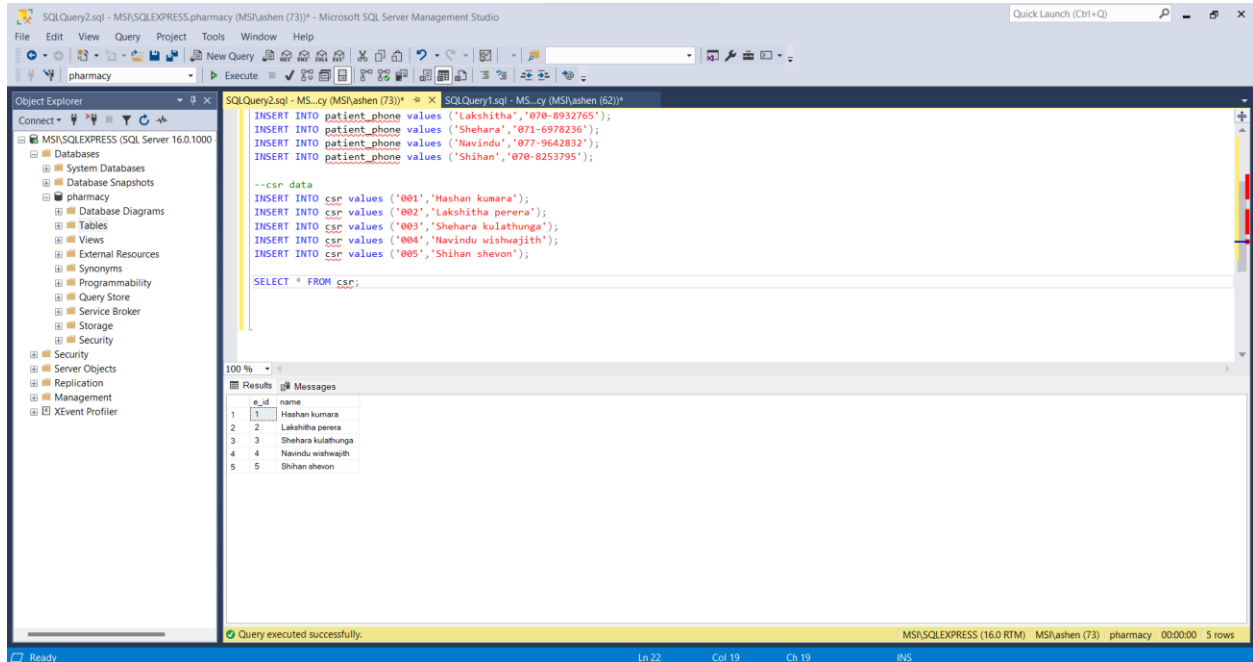 SQLQuery2.sql - MSI\SQLEXPRESS.pharmacy (MSI\ashen (73))* - Microsoft SQL Server Management Studio
Quick Launch (Ctrl+Q)
File Edit View Query Project Tools Window Help
New Query
pharmacy Execute
Object Explorer
SQLQuery2.sql - MS...cy (MSI\ashen (73))* SQLQuery1.sql - MS...cy (MSI\ashen (62))*
Connect
MSI\SQLEXPRESS (SQL Server 16.0.1000 -
Databases
System Databases
Database Snapshots
pharmacy
Database Diagrams
Tables
Views
External Resources
Synonyms
Programmability
Query Store
Service Broker
Storage
Security
Security
Server Objects
Replication
Management
XEvent Profiler
INSERT INTO patient_phone values ('Lakshitha','070-8932765');
INSERT INTO patient_phone values ('Shehara','071-6978236');
INSERT INTO patient_phone values ('Navindu','077-9642832');
INSERT INTO patient_phone values ('Shihan','070-8253795');
--csr data
INSERT INTO csr values ('001','Hashan kumara');
INSERT INTO csr values ('002','Lakshitha perera');
INSERT INTO csr values ('003','Shehara kulathunga');
INSERT INTO csr values ('004','Navindu wishwajith');
INSERT INTO csr values ('005','Shihan shevon');
SELECT * FROM csr;
100 %
Results Messages
e_id name
1 1 Hashan kumara
2 2 Lakshitha perera
3 3 Shehara kulathunga
4 4 Navindu wishwajith
5 5 Shihan shevon
Query executed successfully. MSI\SQLEXPRESS (16.0 RTM) MSI\ashen (73) pharmacy 00:00:00 5 rows
Ready Ln 22 Col 19 Ch 19 INS